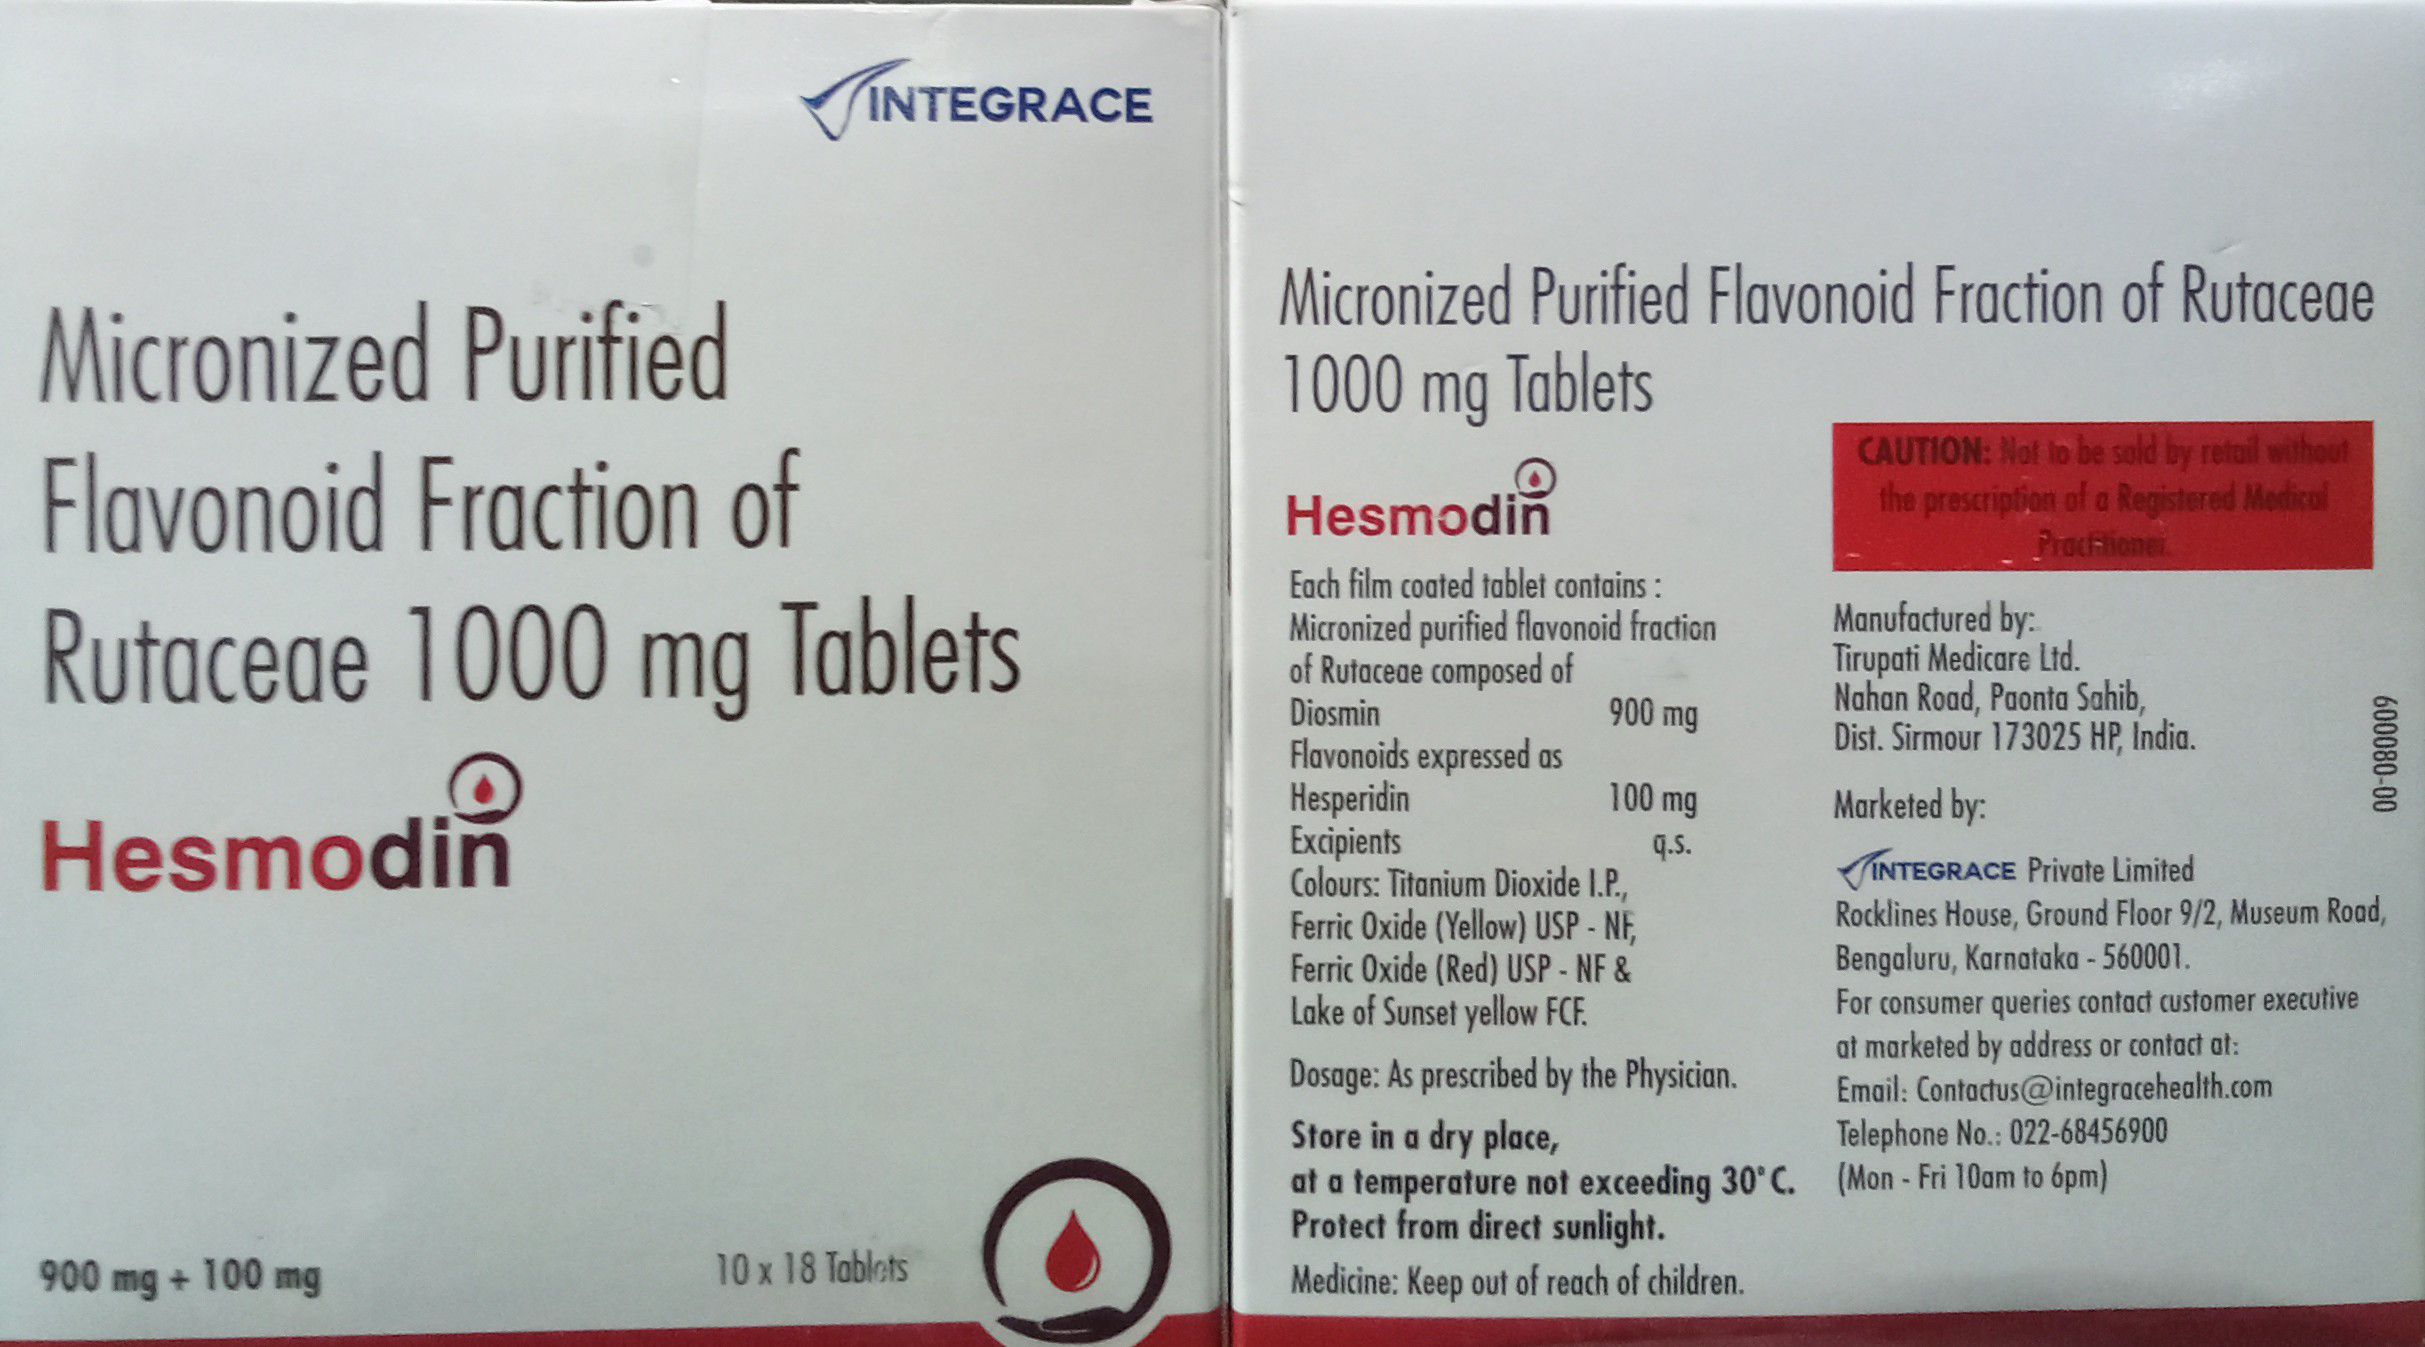 INTEGRACE
Micronized Purified
Flavonoid Fraction of
Rutaceae 1000 mg Tablets
Hesmodin
900 mg + 100 mg
10 x 18 Tablets
Micronized Purified Flavonoid Fraction of Rutaceae
1000 mg Tablets
Hesmodin
Each film coated tablet contains :
Micronized purified flavonoid fraction
of Rutaceae composed of
Diosmin 900 mg
Flavonoids expressed as
Hesperidin 100 mg
Excipients q.s.
Colours: Titanium Dioxide I.P.,
Ferric Oxide (Yellow) USP - NF,
Ferric Oxide (Red) USP - NF &
Lake of Sunset yellow FCF.
Dosage: As prescribed by the Physician.
Store in a dry place,
at a temperature not exceeding 30°C.
Protect from direct sunlight.
Medicine: Keep out of reach of children.
CAUTION: Not to be sold by retail without
the prescription of a Registered Medical
Practitioner.
Manufactured by:
Tirupati Medicare Ltd.
Nahan Road, Paonta Sahib,
Dist. Sirmour 173025 HP, India.
Marketed by:
INTEGRACE Private Limited
Rocklines House, Ground Floor 9/2, Museum Road,
Bengaluru, Karnataka - 560001.
For consumer queries contact customer executive
at marketed by address or contact at:
Email: Contactus@integracehealth.com
Telephone No.: 022-68456900
(Mon - Fri 10am to 6pm)
600080-00